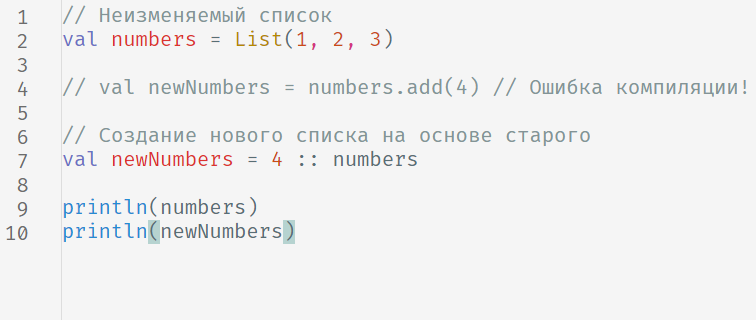 1 // Неизменяемый список
2 val numbers = List(1, 2, 3)
3
4 // val newNumbers = numbers.add(4) // Ошибка компиляции!
5
6 // Создание нового списка на основе старого
7 val newNumbers = 4 :: numbers
8
9 println(numbers)
10 println(newNumbers)